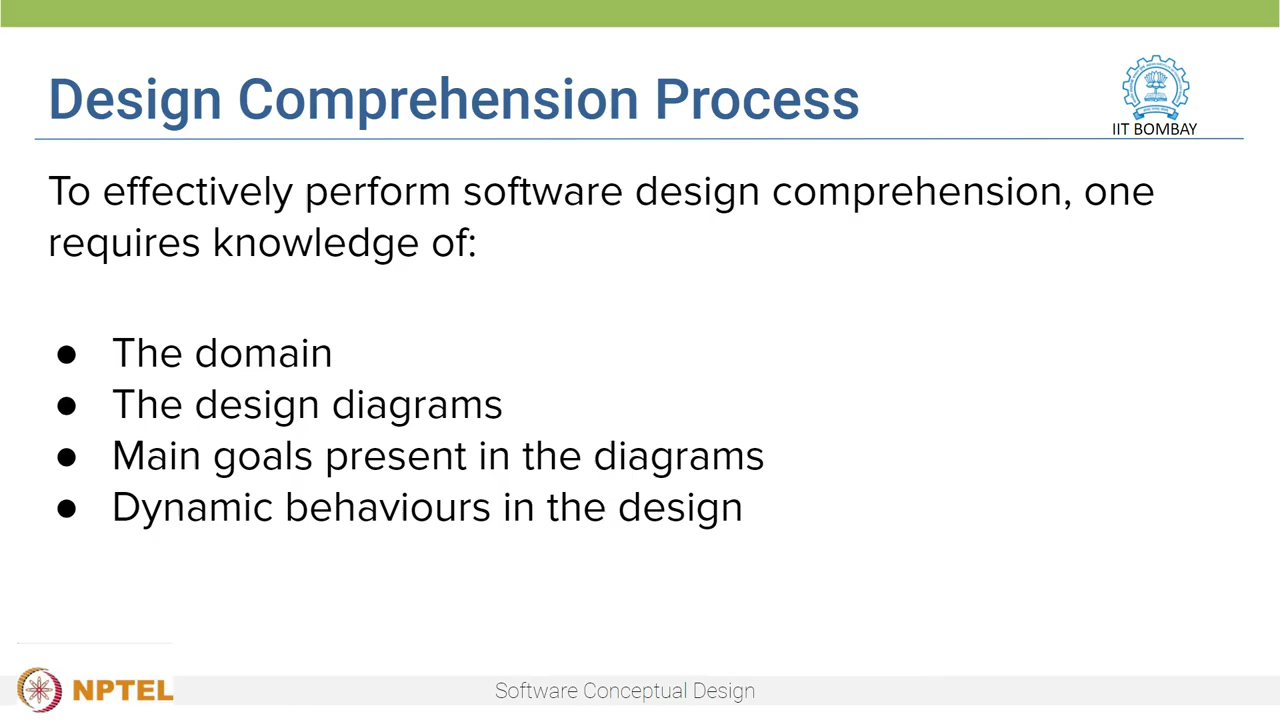 Design Comprehension Process
IIT BOMBAY
To effectively perform software design comprehension, one
requires knowledge of:
● The domain
● The design diagrams
● Main goals present in the diagrams
● Dynamic behaviours in the design
NPTEL
Software Conceptual Design